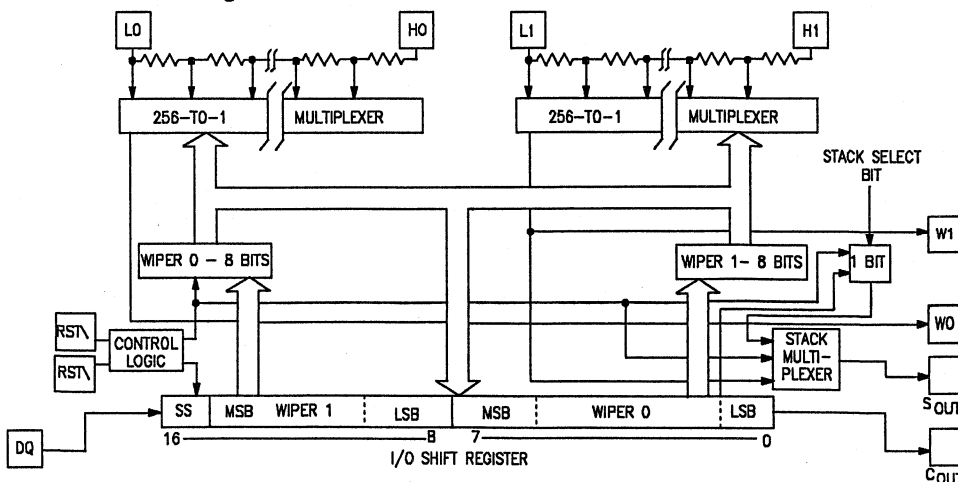 L0
H0
L1
H1
256-TO-1 MULTIPLEXER
256-TO-1 MULTIPLEXER
STACK SELECT
BIT
WIPER 0 - 8 BITS
WIPER 1- 8 BITS
1 BIT
W1
RST\
RST\
CONTROL
LOGIC
W0
STACK
MULTI-
PLEXER
SOUT
SS MSB WIPER 1 LSB MSB WIPER 0 LSB
DQ
16 8 7 0
I/O SHIFT REGISTER
COUT